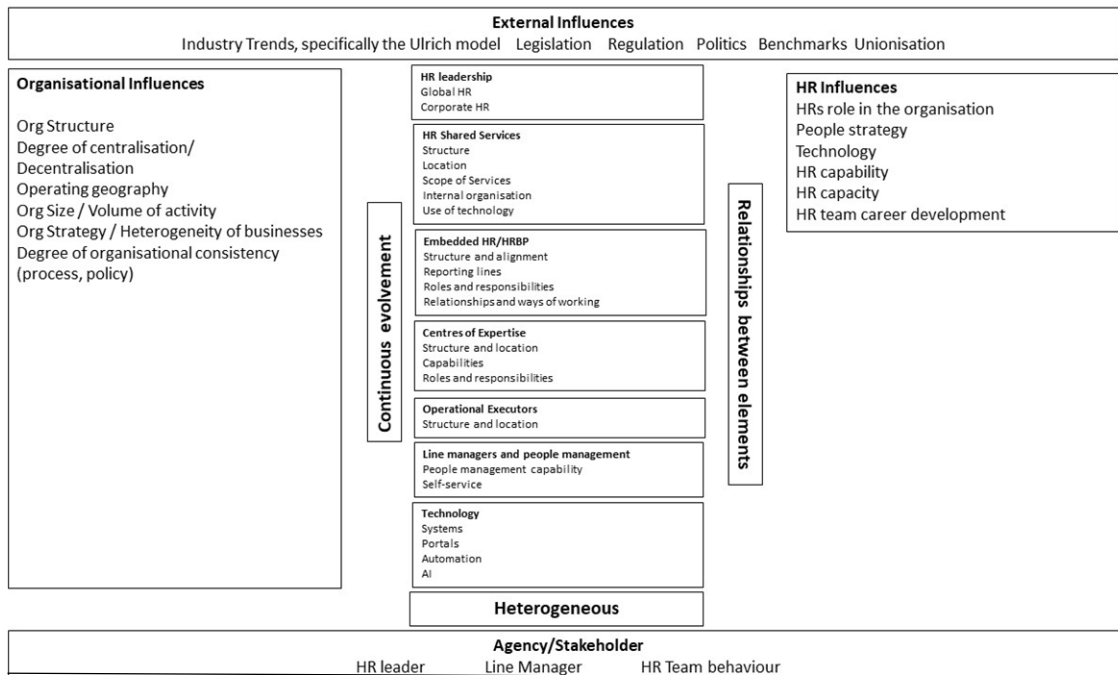 External Influences
Industry Trends, specifically the Ulrich model Legislation Regulation Politics Benchmarks Unionisation
Organisational Influences
Org Structure
Degree of centralisation/
Decentralisation
Operating geography
Org Size / Volume of activity
Org Strategy / Heterogeneity of businesses
Degree of organisational consistency
(process, policy)
Continuous evolvement
HR leadership
Global HR
Corporate HR
HR Shared Services
Structure
Location
Scope of Services
Internal organisation
Use of technology
Embedded HR/HRBP
Structure and alignment
Reporting lines
Roles and responsibilities
Relationships and ways of working
Centres of Expertise
Structure and location
Capabilities
Roles and responsibilities
Operational Executors
Structure and location
Line managers and people management
People management capability
Self-service
Technology
Systems
Portals
Automation
AI
Heterogeneous
Relationships between elements
HR Influences
HRs role in the organisation
People strategy
Technology
HR capability
HR capacity
HR team career development
Agency/Stakeholder
HR leader Line Manager HR Team behaviour